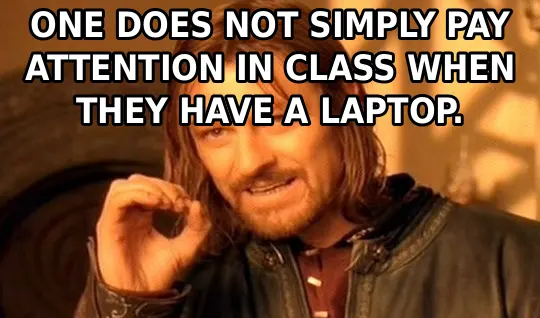 ONE DOES NOT SIMPLY PAY
ATTENTION IN CLASS WHEN
THEY HAVE A LAPTOP.